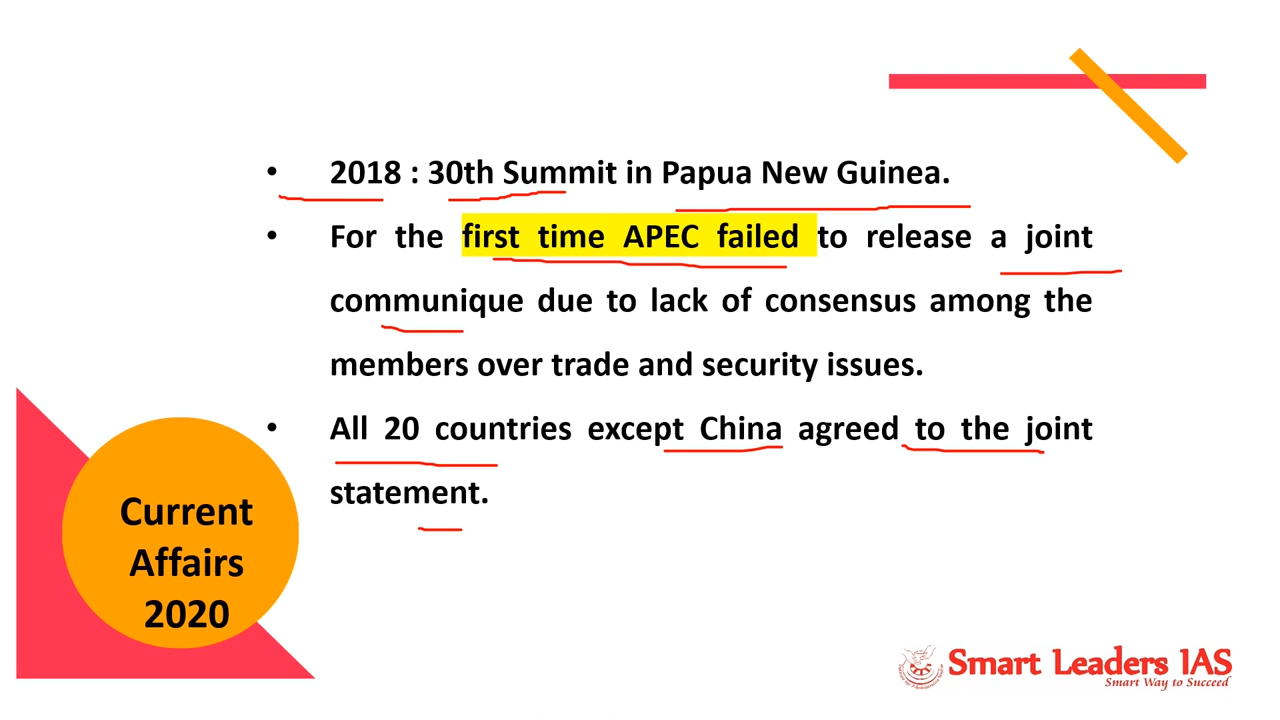 • 2018 : 30th Summit in Papua New Guinea.
• For the first time APEC failed to release a joint
communique due to lack of consensus among the
members over trade and security issues.
• All 20 countries except China agreed to the joint
statement.
Current
Affairs
2020
Smart Leaders IAS
Smart Way to Succeed